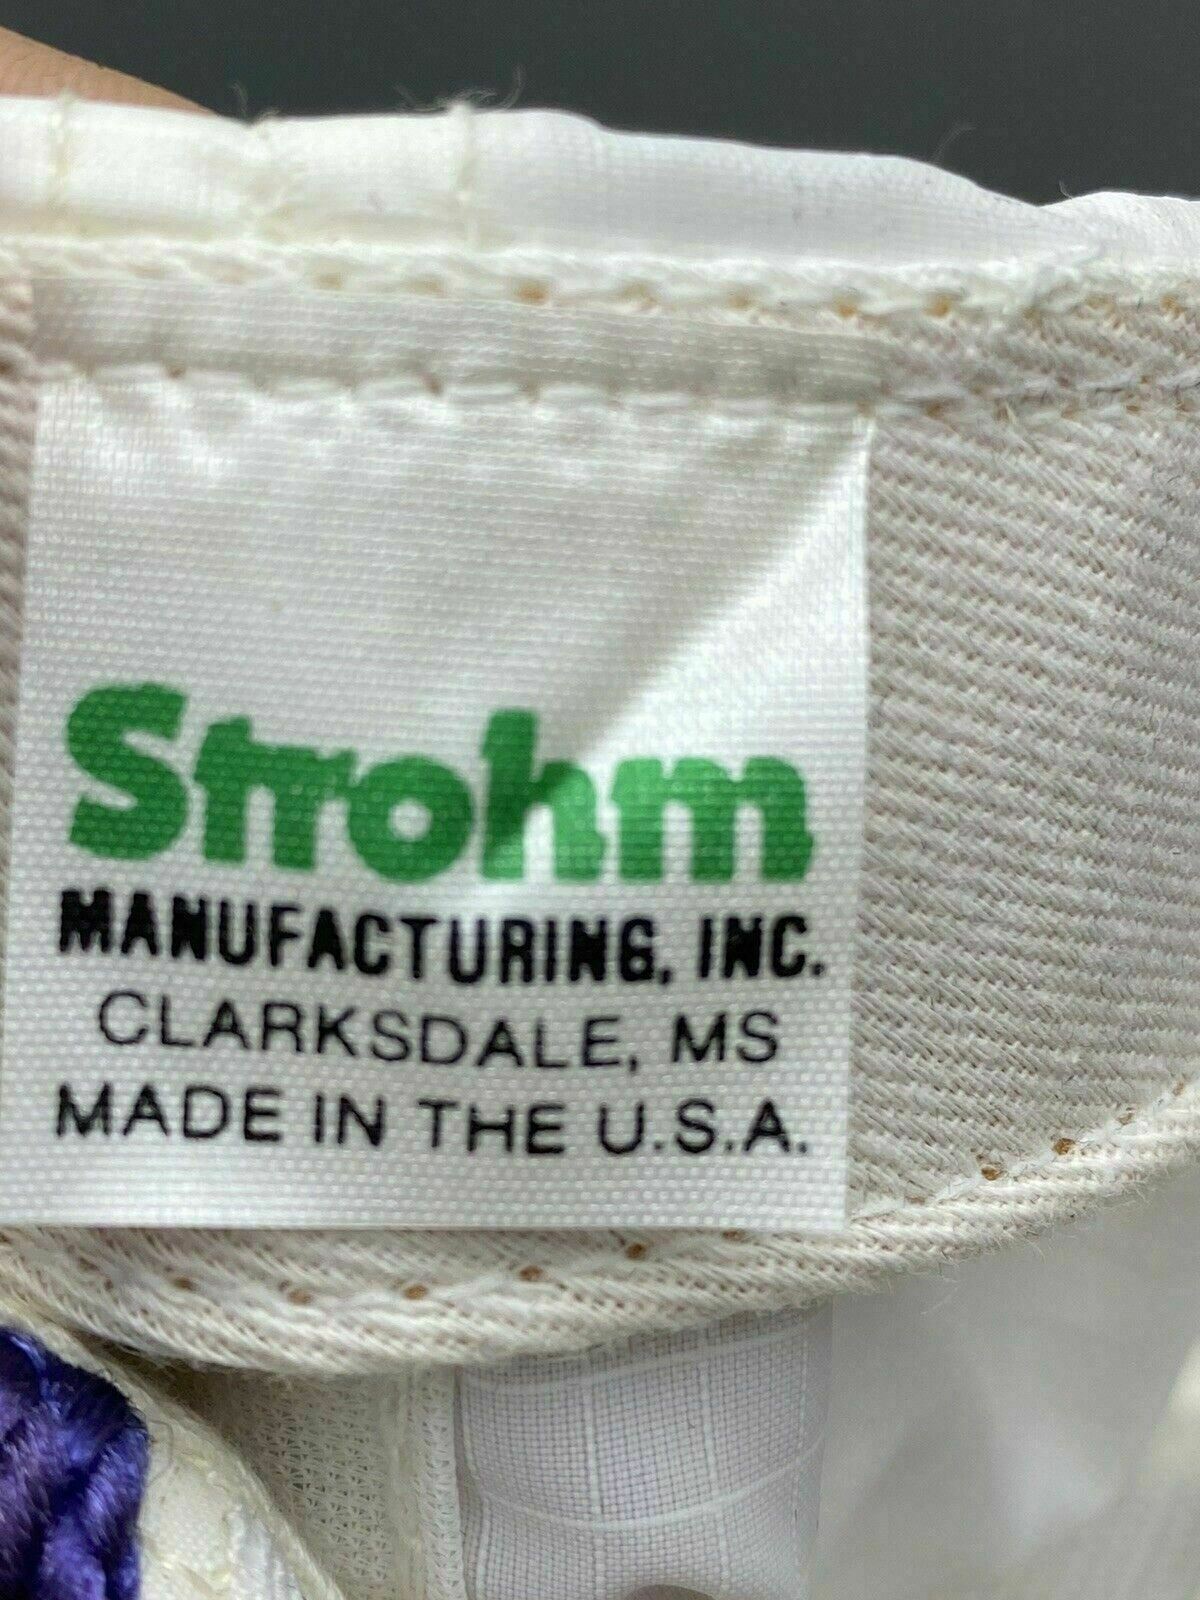 Strohm
MANUFACTURING, INC.
CLARKSDALE, MS
MADE IN THE U.S.A.